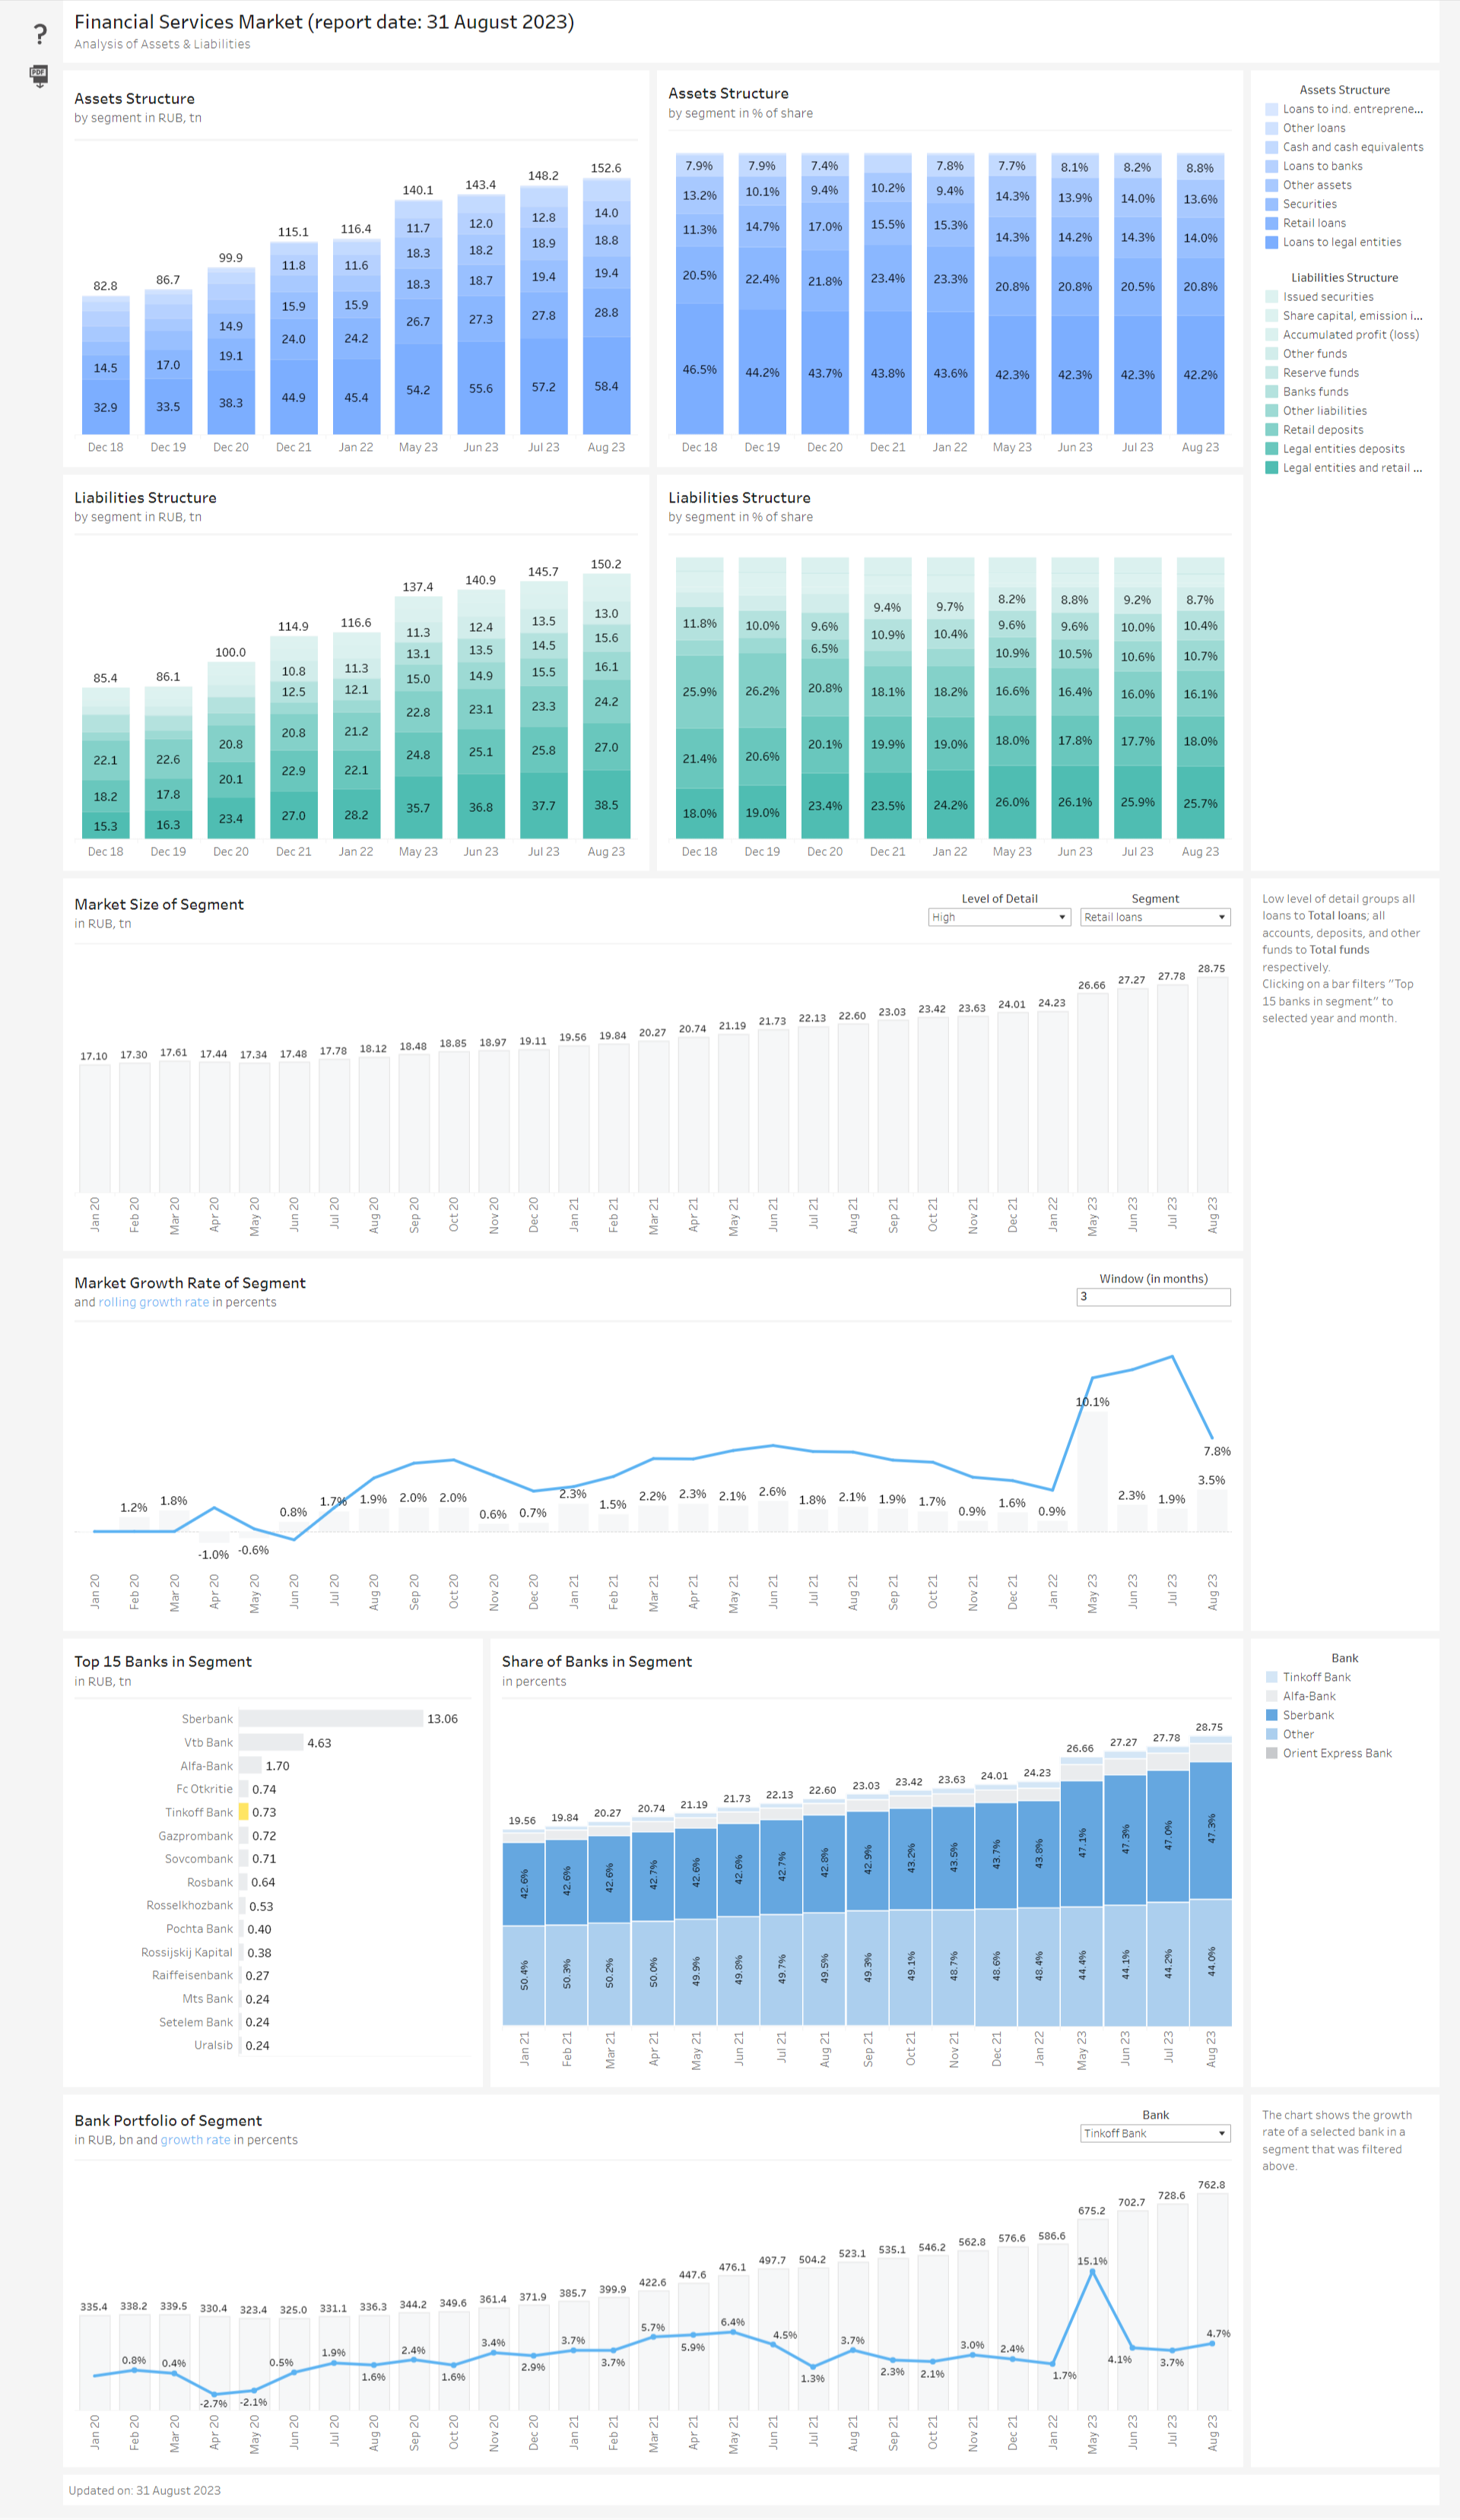 Financial Services Market (report date: 31 August 2023)
Analysis of Assets & Liabilities
?
PDF
Assets Structure
by segment in RUB, tn
82.8 86.7 99.9 115.1 116.4 140.1 143.4 148.2 152.6
11.8 11.6 11.7 12.0 12.8 14.0
18.3 18.2 18.9 18.8
14.9 15.9 15.9 18.3 18.7 19.4 19.4
14.5 17.0 19.1 24.0 24.2 26.7 27.3 27.8 28.8
32.9 33.5 38.3 44.9 45.4 54.2 55.6 57.2 58.4
Dec 18 Dec 19 Dec 20 Dec 21 Jan 22 May 23 Jun 23 Jul 23 Aug 23
Assets Structure
by segment in % of share
7.9% 7.9% 7.4% 7.8% 7.7% 8.1% 8.2% 8.8%
13.2% 10.1% 9.4% 10.2% 9.4% 14.3% 13.9% 14.0% 13.6%
11.3% 14.7% 17.0% 15.5% 15.3% 14.3% 14.2% 14.3% 14.0%
20.5% 22.4% 21.8% 23.4% 23.3% 20.8% 20.8% 20.5% 20.8%
46.5% 44.2% 43.7% 43.8% 43.6% 42.3% 42.3% 42.3% 42.2%
Dec 18 Dec 19 Dec 20 Dec 21 Jan 22 May 23 Jun 23 Jul 23 Aug 23
Assets Structure
Loans to ind. entreprene...
Other loans
Cash and cash equivalents
Loans to banks
Other assets
Securities
Retail loans
Loans to legal entities
Liabilities Structure
Issued securities
Share capital, emission i...
Accumulated profit (loss)
Other funds
Reserve funds
Banks funds
Other liabilities
Retail deposits
Legal entities deposits
Legal entities and retail ...
Liabilities Structure
by segment in RUB, tn
85.4 86.1 100.0 114.9 116.6 137.4 140.9 145.7 150.2
11.3 12.4 13.5 13.0
10.8 11.3 13.1 13.5 14.5 15.6
12.5 12.1 15.0 14.9 15.5 16.1
22.1 22.6 20.8 20.8 21.2 22.8 23.1 23.3 24.2
18.2 17.8 20.1 22.9 22.1 24.8 25.1 25.8 27.0
15.3 16.3 23.4 27.0 28.2 35.7 36.8 37.7 38.5
Dec 18 Dec 19 Dec 20 Dec 21 Jan 22 May 23 Jun 23 Jul 23 Aug 23
Liabilities Structure
by segment in % of share
9.4% 9.7% 8.2% 8.8% 9.2% 8.7%
11.8% 10.0% 9.6% 10.9% 10.4% 9.6% 9.6% 10.0% 10.4%
6.5% 10.9% 10.5% 10.6% 10.7%
25.9% 26.2% 20.8% 18.1% 18.2% 16.6% 16.4% 16.0% 16.1%
21.4% 20.6% 20.1% 19.9% 19.0% 18.0% 17.8% 17.7% 18.0%
18.0% 19.0% 23.4% 23.5% 24.2% 26.0% 26.1% 25.9% 25.7%
Dec 18 Dec 19 Dec 20 Dec 21 Jan 22 May 23 Jun 23 Jul 23 Aug 23
Market Size of Segment
in RUB, tn
Level of Detail
High
Segment
Retail loans
17.10 17.30 17.61 17.44 17.34 17.48 17.78 18.12 18.48 18.85 18.97 19.11 19.56 19.84 20.27 20.74 21.19 21.73 22.13 22.60 23.03 23.42 23.63 24.01 24.23 26.66 27.27 27.78 28.75
Jan 20 Feb 20 Mar 20 Apr 20 May 20 Jun 20 Jul 20 Aug 20 Sep 20 Oct 20 Nov 20 Dec 20 Jan 21 Feb 21 Mar 21 Apr 21 May 21 Jun 21 Jul 21 Aug 21 Sep 21 Oct 21 Nov 21 Dec 21 Jan 22 May 23 Jun 23 Jul 23 Aug 23
Low level of detail groups all
loans to Total loans; all
accounts, deposits, and other
funds to Total funds
respectively.
Clicking on a bar filters "Top
15 banks in segment" to
selected year and month.
Market Growth Rate of Segment
and rolling growth rate in percents
Window (in months)
3
1.2% 1.8% -1.0% -0.6% 0.8% 1.7% 1.9% 2.0% 2.0% 0.6% 0.7% 2.3% 1.5% 2.2% 2.3% 2.1% 2.6% 1.8% 2.1% 1.9% 1.7% 0.9% 1.6% 0.9% 10.1% 2.3% 1.9% 3.5%
7.8%
Jan 20 Feb 20 Mar 20 Apr 20 May 20 Jun 20 Jul 20 Aug 20 Sep 20 Oct 20 Nov 20 Dec 20 Jan 21 Feb 21 Mar 21 Apr 21 May 21 Jun 21 Jul 21 Aug 21 Sep 21 Oct 21 Nov 21 Dec 21 Jan 22 May 23 Jun 23 Jul 23 Aug 23
Top 15 Banks in Segment
in RUB, tn
Sberbank 13.06
Vtb Bank 4.63
Alfa-Bank 1.70
Fc Otkritie 0.74
Tinkoff Bank 0.73
Gazprombank 0.72
Sovcombank 0.71
Rosbank 0.64
Rosselkhozbank 0.53
Pochta Bank 0.40
Rossijskij Kapital 0.38
Raiffeisenbank 0.27
Mts Bank 0.24
Setelem Bank 0.24
Uralsib 0.24
Share of Banks in Segment
in percents
19.56 19.84 20.27 20.74 21.19 21.73 22.13 22.60 23.03 23.42 23.63 24.01 24.23 26.66 27.27 27.78 28.75
42.6% 42.6% 42.6% 42.7% 42.6% 42.6% 42.7% 42.8% 42.9% 43.2% 43.5% 43.7% 43.8% 47.1% 47.3% 47.0% 47.3%
50.4% 50.3% 50.2% 50.0% 49.9% 49.8% 49.7% 49.5% 49.3% 49.1% 48.7% 48.6% 48.4% 44.4% 44.1% 44.2% 44.0%
Jan 21 Feb 21 Mar 21 Apr 21 May 21 Jun 21 Jul 21 Aug 21 Sep 21 Oct 21 Nov 21 Dec 21 Jan 22 May 23 Jun 23 Jul 23 Aug 23
Bank
Tinkoff Bank
Alfa-Bank
Sberbank
Other
Orient Express Bank
Bank Portfolio of Segment
in RUB, bn and growth rate in percents
Bank
Tinkoff Bank
335.4 338.2 339.5 330.4 323.4 325.0 331.1 336.3 344.2 349.6 361.4 371.9 385.7 399.9 422.6 447.6 476.1 497.7 504.2 523.1 535.1 546.2 562.8 576.6 586.6 675.2 702.7 728.6 762.8
0.8% 0.4% -2.7% -2.1% 0.5% 1.9% 1.6% 2.4% 1.6% 3.4% 2.9% 3.7% 3.7% 5.7% 5.9% 6.4% 4.5% 1.3% 3.7% 2.3% 2.1% 3.0% 2.4% 1.7% 15.1% 4.1% 3.7% 4.7%
Jan 20 Feb 20 Mar 20 Apr 20 May 20 Jun 20 Jul 20 Aug 20 Sep 20 Oct 20 Nov 20 Dec 20 Jan 21 Feb 21 Mar 21 Apr 21 May 21 Jun 21 Jul 21 Aug 21 Sep 21 Oct 21 Nov 21 Dec 21 Jan 22 May 23 Jun 23 Jul 23 Aug 23
The chart shows the growth
rate of a selected bank in a
segment that was filtered
above.
Updated on: 31 August 2023